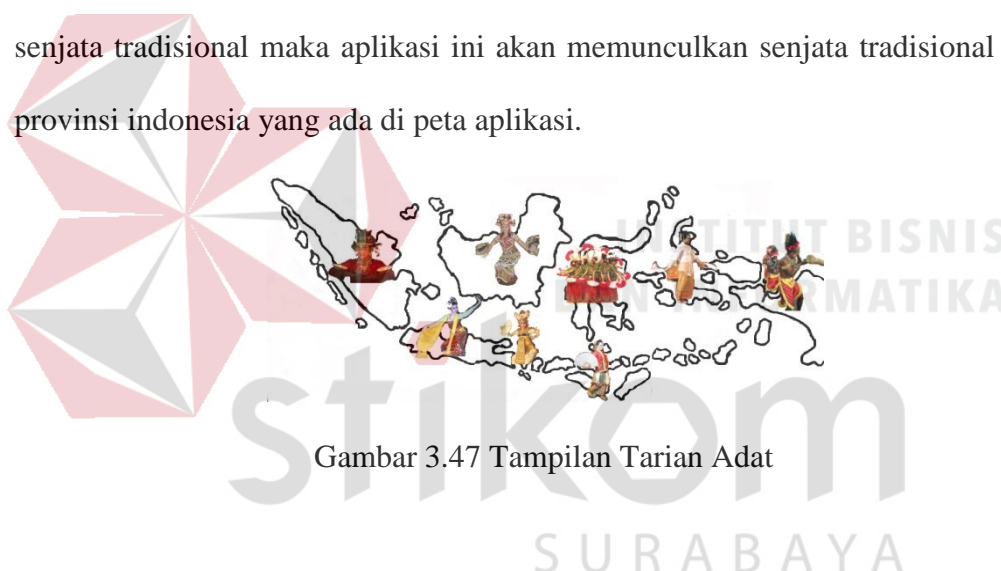 senjata tradisional maka aplikasi ini akan memunculkan senjata tradisional
provinsi indonesia yang ada di peta aplikasi.
INSTITUT BISNIS
DAN INFORMATIKA
stikom
Gambar 3.47 Tampilan Tarian Adat
SURABAYA